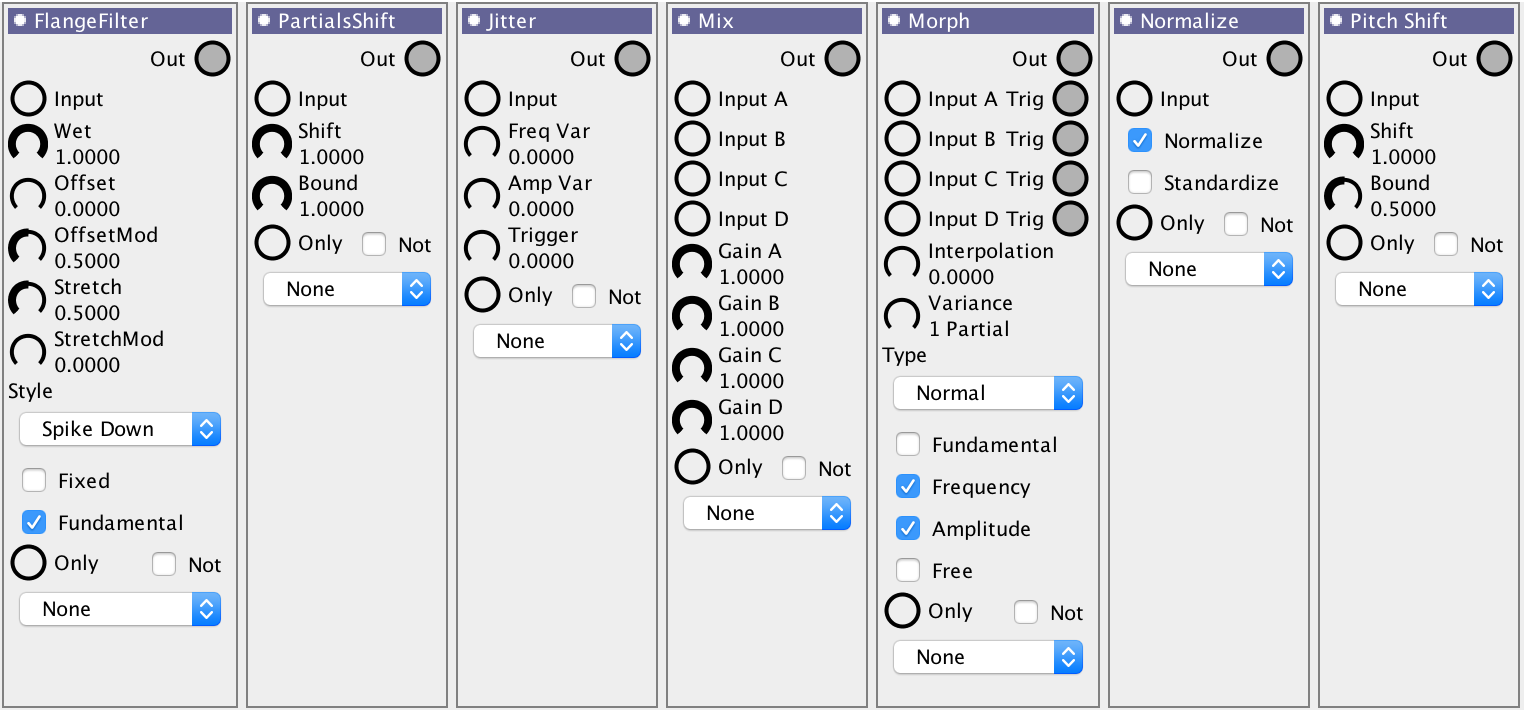 FlangeFilter
Out
Input
Wet
1.0000
Offset
0.0000
OffsetMod
0.5000
Stretch
0.5000
StretchMod
0.0000
Style
Spike Down
Fixed
Fundamental
Only Not
None
PartialsShift
Out
Input
Shift
1.0000
Bound
1.0000
Only Not
None
Jitter
Out
Input
Freq Var
0.0000
Amp Var
0.0000
Trigger
0.0000
Only Not
None
Mix
Out
Input A
Input B
Input C
Input D
Gain A
1.0000
Gain B
1.0000
Gain C
1.0000
Gain D
1.0000
Only Not
None
Morph
Out
Input A Trig
Input B Trig
Input C Trig
Input D Trig
Interpolation
0.0000
Variance
1 Partial
Type
Normal
Fundamental
Frequency
Amplitude
Free
Only Not
None
Normalize
Out
Input
Normalize
Standardize
Only Not
None
Pitch Shift
Out
Input
Shift
1.0000
Bound
0.5000
Only Not
None